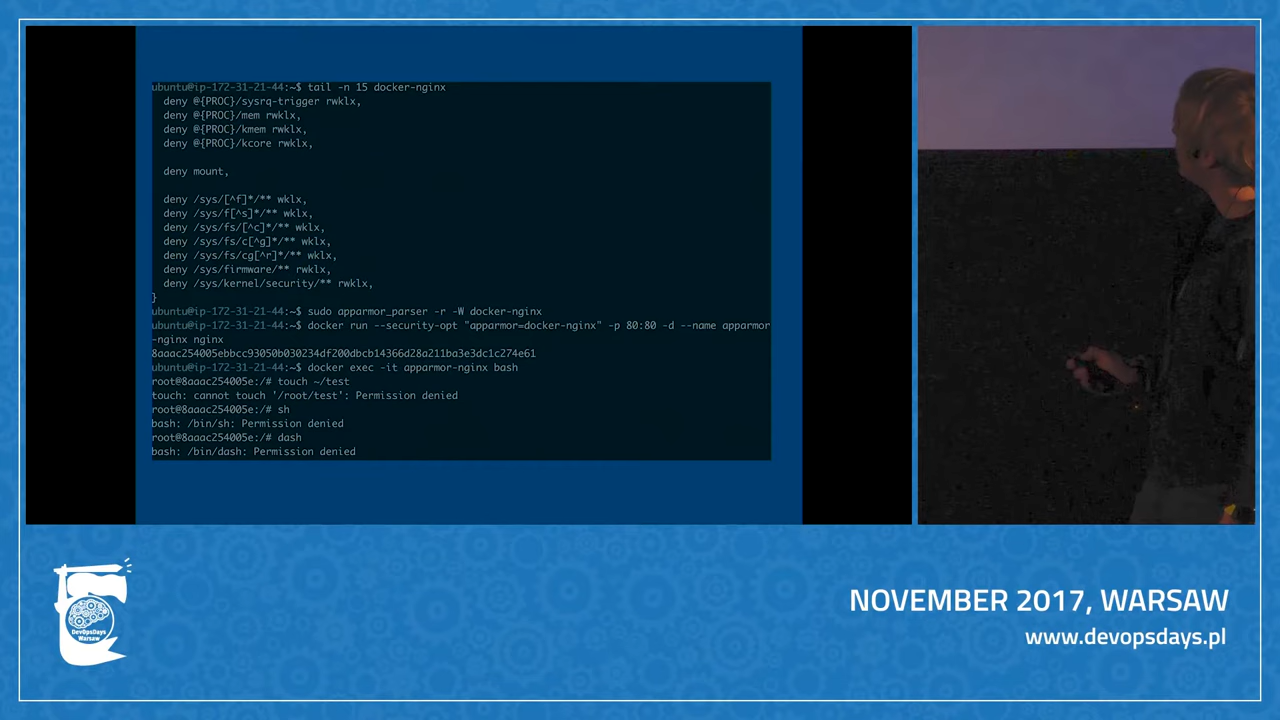 ubuntu@ip-172-31-21-44:~$ tail -n 15 docker-nginx
deny @{PROC}/sysrq-trigger rwklx,
deny @{PROC}/mem rwklx,
deny @{PROC}/kmem rwklx,
deny @{PROC}/kcore rwklx,
deny mount,
deny /sys/[^f]*/** wklx,
deny /sys/f[^s]*/** wklx,
deny /sys/fs/[^c]*/** wklx,
deny /sys/fs/c[^g]*/** wklx,
deny /sys/fs/cg[^r]*/** wklx,
deny /sys/firmware/** rwklx,
deny /sys/kernel/security/** rwklx,
}
ubuntu@ip-172-31-21-44:~$ sudo apparmor_parser -r -W docker-nginx
ubuntu@ip-172-31-21-44:~$ docker run --security-opt "apparmor=docker-nginx" -p 80:80 -d --name apparmor
-nginx nginx
8aaac254005ebbcc93050b030234df200dbcb14366d28a211ba3e3dc1c274e61
ubuntu@ip-172-31-21-44:~$ docker exec -it apparmor-nginx bash
root@8aaac254005e:/# touch ~/test
touch: cannot touch '/root/test': Permission denied
root@8aaac254005e:/# sh
bash: /bin/sh: Permission denied
root@8aaac254005e:/# dash
bash: /bin/dash: Permission denied
DevOpsDays
Warsaw
NOVEMBER 2017, WARSAW
www.devopsdays.pl